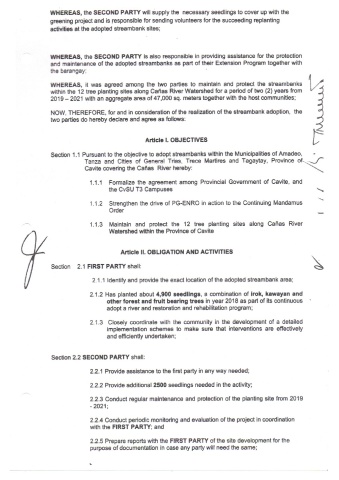 WHEREAS, the SECOND PARTY will supply the necessary seedlings to cover up with the
greening project and is responsible for sending volunteers for the succeeding replanting
activities at the adopted streambank sites;
WHEREAS, the SECOND PARTY is also responsible in providing assistance for the protection
and maintenance of the adopted streambanks as part of their Extension Program together with
the barangay;
WHEREAS, it was agreed among the two parties to maintain and protect the streambanks
within the 12 tree planting sites along Cañas River Watershed for a period of two (2) years from
2019 – 2021 with an aggregate area of 47,000 sq. meters together with the host communities;
NOW, THEREFORE, for and in consideration of the realization of the streambank adoption, the
two parties do hereby declare and agree as follows:
Article I. OBJECTIVES
Section 1.1 Pursuant to the objective to adopt streambanks within the Municipalities of Amadeo,
Tanza and Cities of General Trias, Trece Martires and Tagaytay, Province of
Cavite covering the Cañas River hereby:
1.1.1 Formalize the agreement among Provincial Government of Cavite, and
the CvSU T3 Campuses
1.1.2 Strengthen the drive of PG-ENRO in action to the Continuing Mandamus
Order
1.1.3 Maintain and protect the 12 tree planting sites along Cañas River
Watershed within the Province of Cavite
Article II. OBLIGATION AND ACTIVITIES
Section 2.1 FIRST PARTY shall:
2.1.1 Identify and provide the exact location of the adopted streambank area;
2.1.2 Has planted about 4,900 seedlings, a combination of irok, kawayan and
other forest and fruit bearing trees in year 2018 as part of its continuous
adopt a river and restoration and rehabilitation program;
2.1.3 Closely coordinate with the community in the development of a detailed
implementation schemes to make sure that interventions are effectively
and efficiently undertaken;
Section 2.2 SECOND PARTY shall:
2.2.1 Provide assistance to the first party in any way needed;
2.2.2 Provide additional 2500 seedlings needed in the activity;
2.2.3 Conduct regular maintenance and protection of the planting site from 2019
- 2021;
2.2.4 Conduct periodic monitoring and evaluation of the project in coordination
with the FIRST PARTY; and
2.2.5 Prepare reports with the FIRST PARTY of the site development for the
purpose of documentation in case any party will need the same;